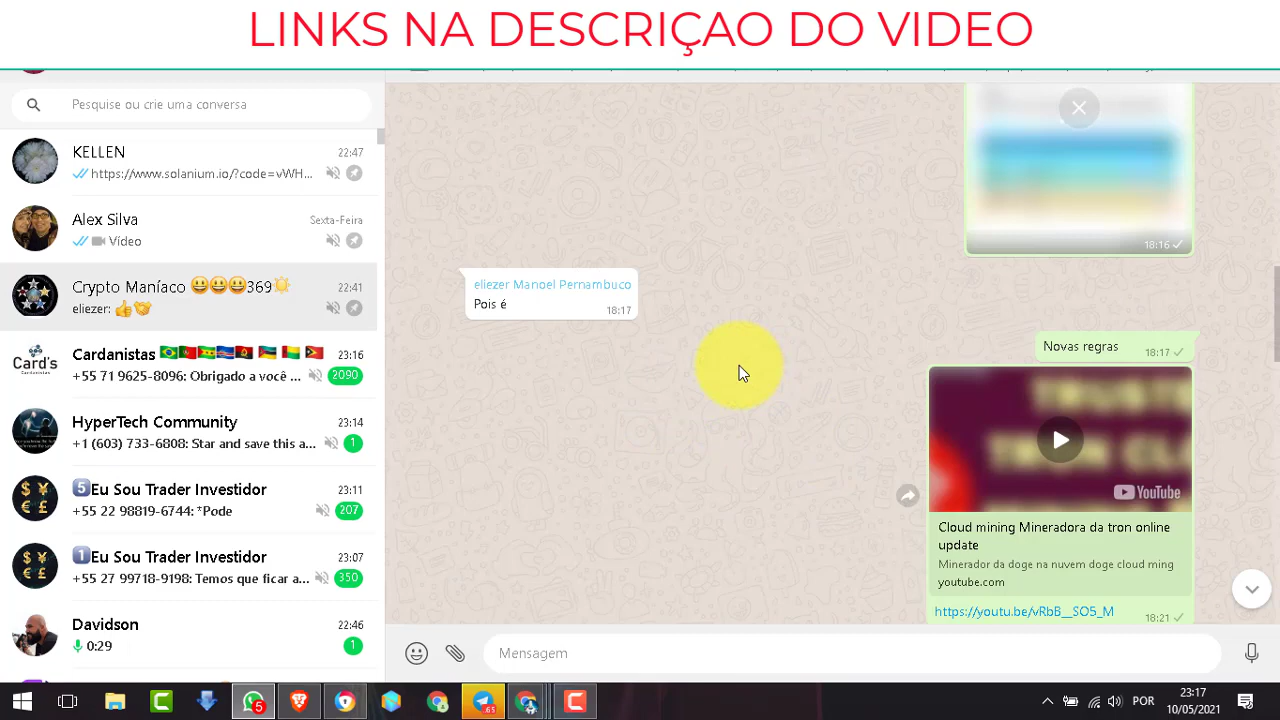 LINKS NA DESCRIÇAO DO VIDEO
Pesquise ou crie uma conversa
KELLEN
22:47
https://www.solanium.io/?code=vWH...
Alex Silva
Sexta-Feira
Vídeo
Crypto Maníaco 😀😀😀369☀️
22:41
eliezer: 👍🤝
Cardanistas 🇧🇷🇵🇹🇸🇹🇨🇻🇦🇴🇲🇿🇬🇼🇹🇱
23:16
+55 71 9625-8096: Obrigado a você ...
2090
HyperTech Community
23:14
+1 (603) 733-6808: Star and save this a...
1
5️⃣Eu Sou Trader Investidor
23:11
+55 22 98819-6744: *Pode
207
1️⃣Eu Sou Trader Investidor
23:07
+55 27 99718-9198: Temos que ficar a...
350
Davidson
22:46
0:29
1
18:16
eliezer Manoel Pernambuco
Pois é
18:17
Novas regras
18:17
YouTube
Cloud mining Mineradora da tron online
update
Minerador da doge na nuvem doge cloud ming
youtube.com
https://youtu.be/vRbB__SO5_M
18:21
Mensagem
5
65
POR
23:17
10/05/2021